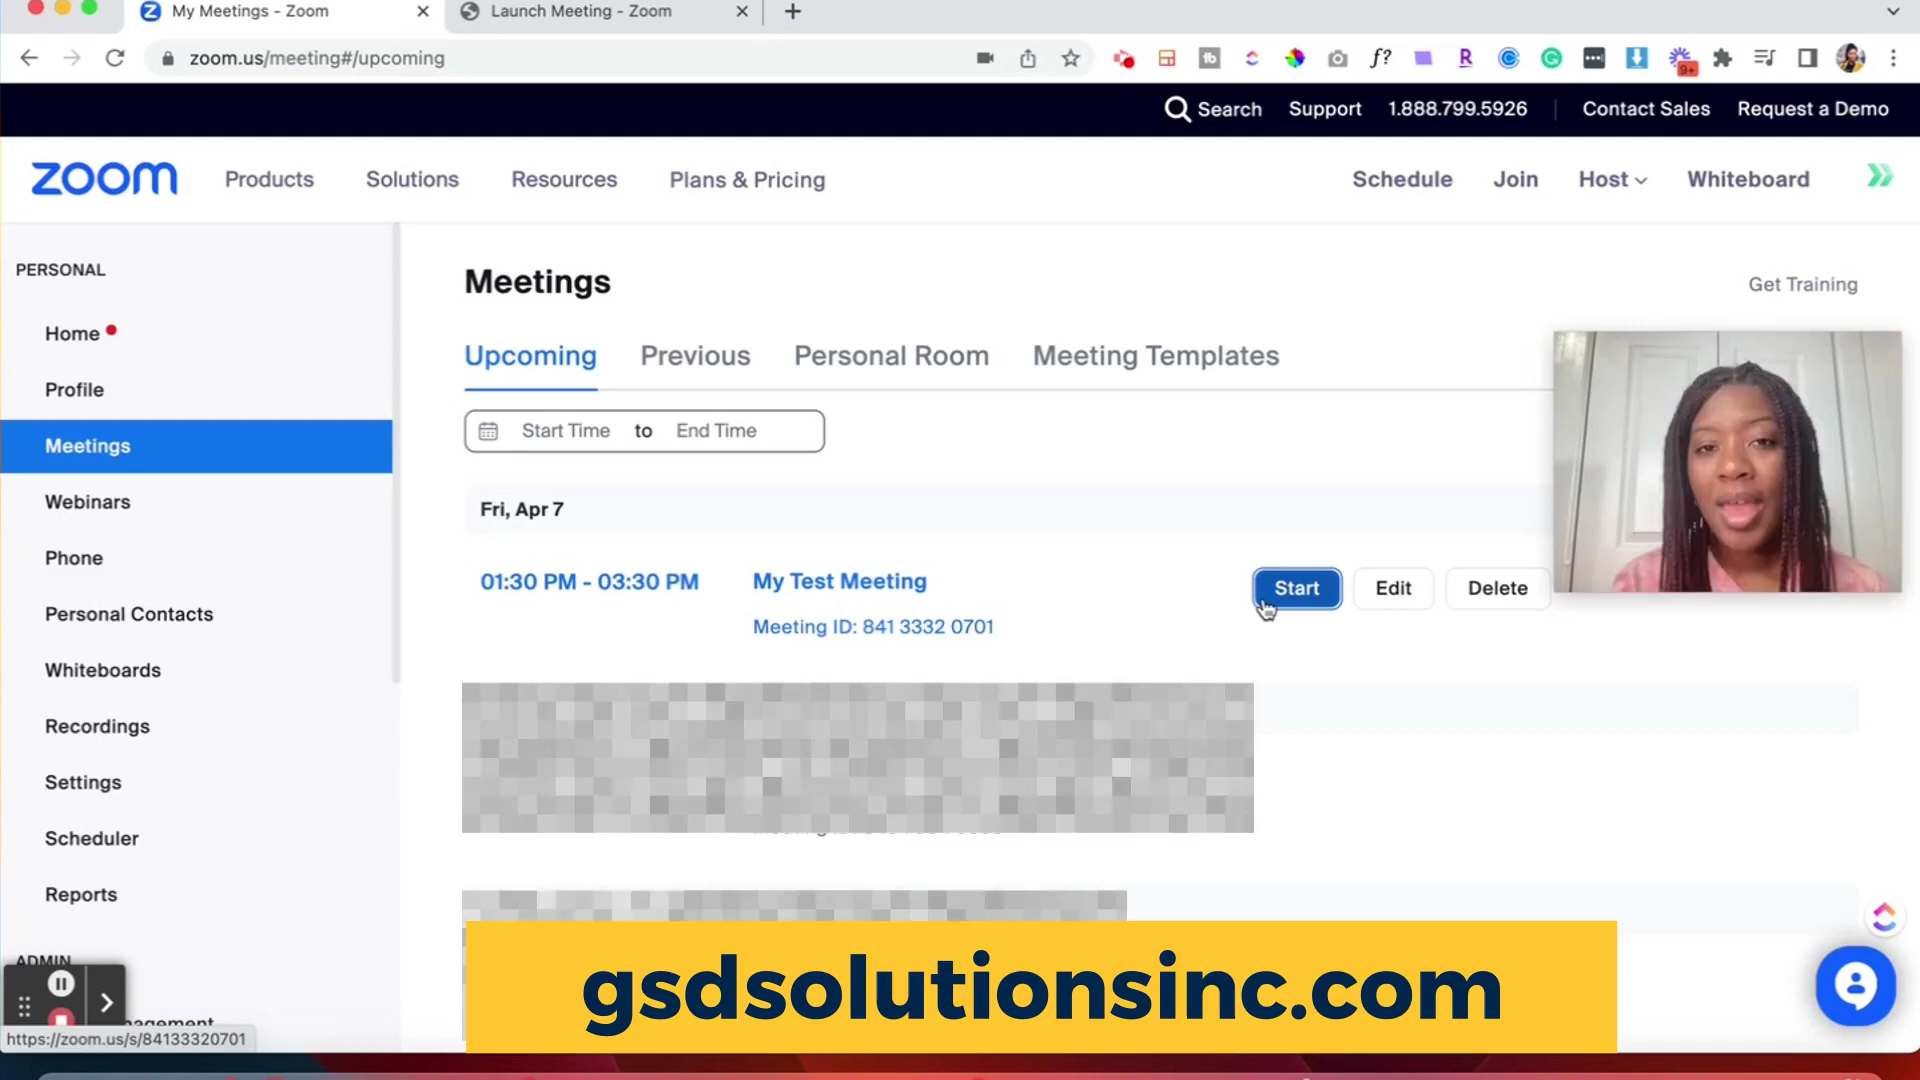 My Meetings - Zoom
Launch Meeting - Zoom
zoom.us/meeting#/upcoming
f?
tb
R
9+
Search
Support
1.888.799.5926
Contact Sales
Request a Demo
zoom
Products
Solutions
Resources
Plans & Pricing
Schedule
Join
Host
Whiteboard
PERSONAL
Home
Profile
Meetings
Webinars
Phone
Personal Contacts
Whiteboards
Recordings
Settings
Scheduler
Reports
ADMIN
Meetings
Get Training
Upcoming
Previous
Personal Room
Meeting Templates
Start Time to End Time
Fri, Apr 7
01:30 PM - 03:30 PM
My Test Meeting
Meeting ID: 841 3332 0701
Start
Edit
Delete
gsdsolutionsinc.com
https://zoom.us/s/84133320701